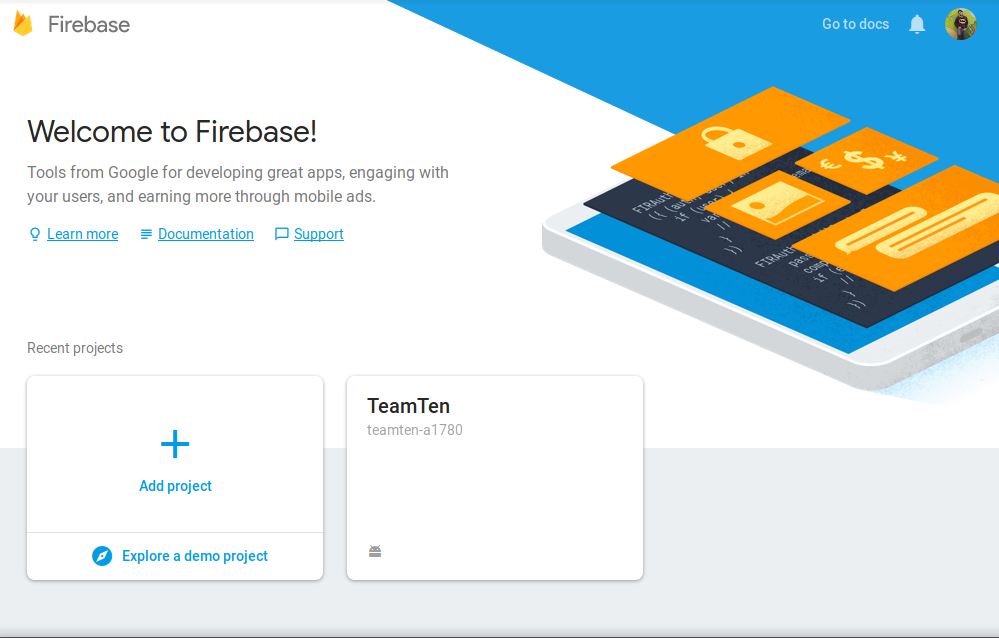 Firebase
Go to docs
Welcome to Firebase!
Tools from Google for developing great apps, engaging with
your users, and earning more through mobile ads.
Learn more
Documentation
Support
Recent projects
Add project
Explore a demo project
TeamTen
teamten-a1780